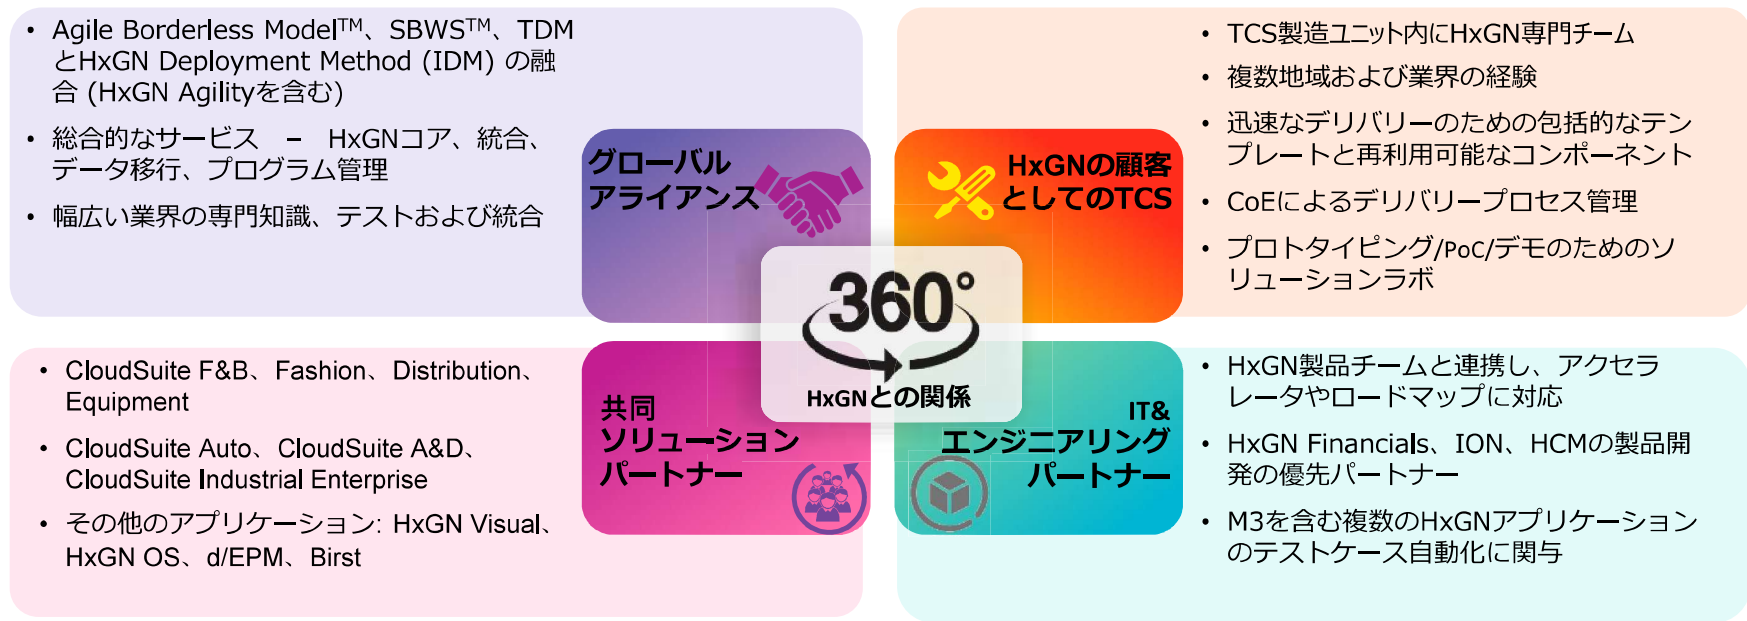 • Agile Borderless Model™、SBWS™、TDM
とHxGN Deployment Method (IDM) の融
合 (HxGN Agilityを含む)
• 総合的なサービス – HxGNコア、統合、
データ移行、プログラム管理
• 幅広い業界の専門知識、テストおよび統合
グローバル
アライアンス
HxGNの顧客
としてのTCS
• TCS製造ユニット内にHxGN専門チーム
• 複数地域および業界の経験
• 迅速なデリバリーのための包括的なテン
プレートと再利用可能なコンポーネント
• CoEによるデリバリープロセス管理
• プロトタイピング/PoC/デモのためのソ
リューションラボ
360°
HxGNとの関係
• CloudSuite F&B、Fashion、Distribution、
Equipment
• CloudSuite Auto、CloudSuite A&D、
CloudSuite Industrial Enterprise
• その他のアプリケーション: HxGN Visual、
HxGN OS、d/EPM、Birst
共同
ソリューション
パートナー
IT&
エンジニアリング
パートナー
• HxGN製品チームと連携し、アクセラ
レータやロードマップに対応
• HxGN Financials、ION、HCMの製品開
発の優先パートナー
• M3を含む複数のHxGNアプリケーション
のテストケース自動化に関与